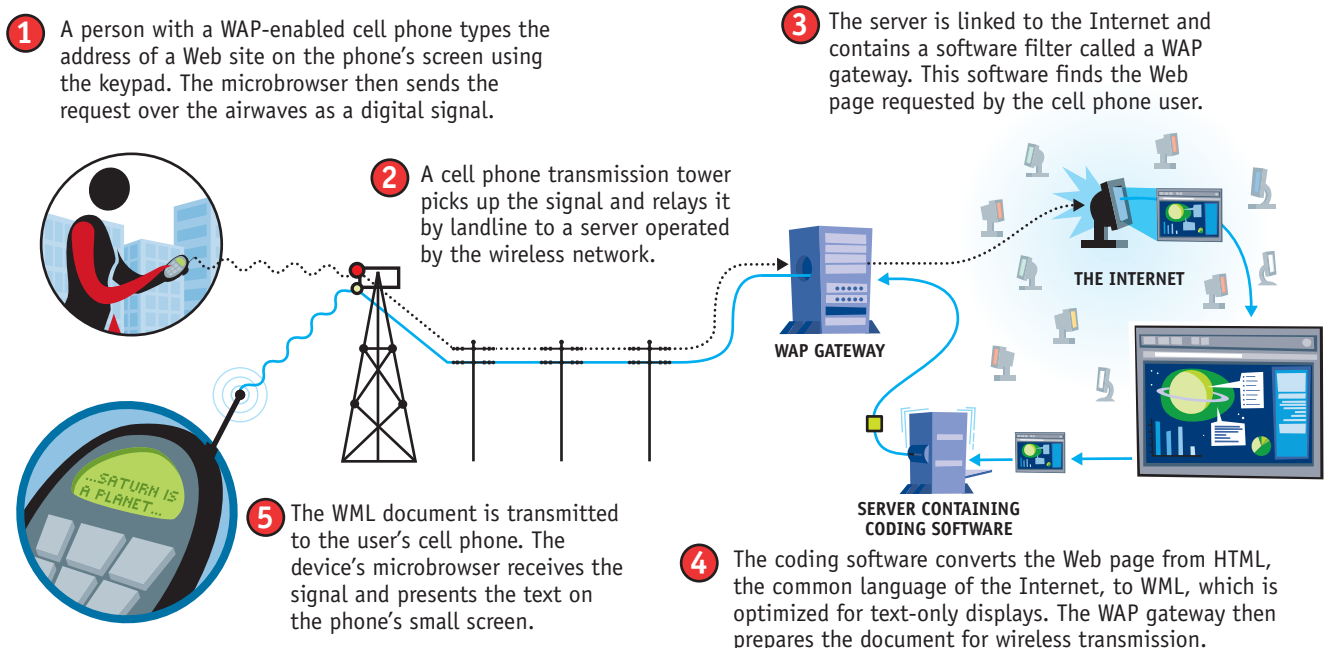 1
A person with a WAP-enabled cell phone types the
address of a Web site on the phone's screen using
the keypad. The microbrowser then sends the
request over the airwaves as a digital signal.
2
A cell phone transmission tower
picks up the signal and relays it
by landline to a server operated
by the wireless network.
3
The server is linked to the Internet and
contains a software filter called a WAP
gateway. This software finds the Web
page requested by the cell phone user.
THE INTERNET
WAP GATEWAY
SERVER CONTAINING
CODING SOFTWARE
4
The coding software converts the Web page from HTML,
the common language of the Internet, to WML, which is
optimized for text-only displays. The WAP gateway then
prepares the document for wireless transmission.
...SATURN IS
A PLANET...
5
The WML document is transmitted
to the user's cell phone. The
device's microbrowser receives the
signal and presents the text on
the phone's small screen.